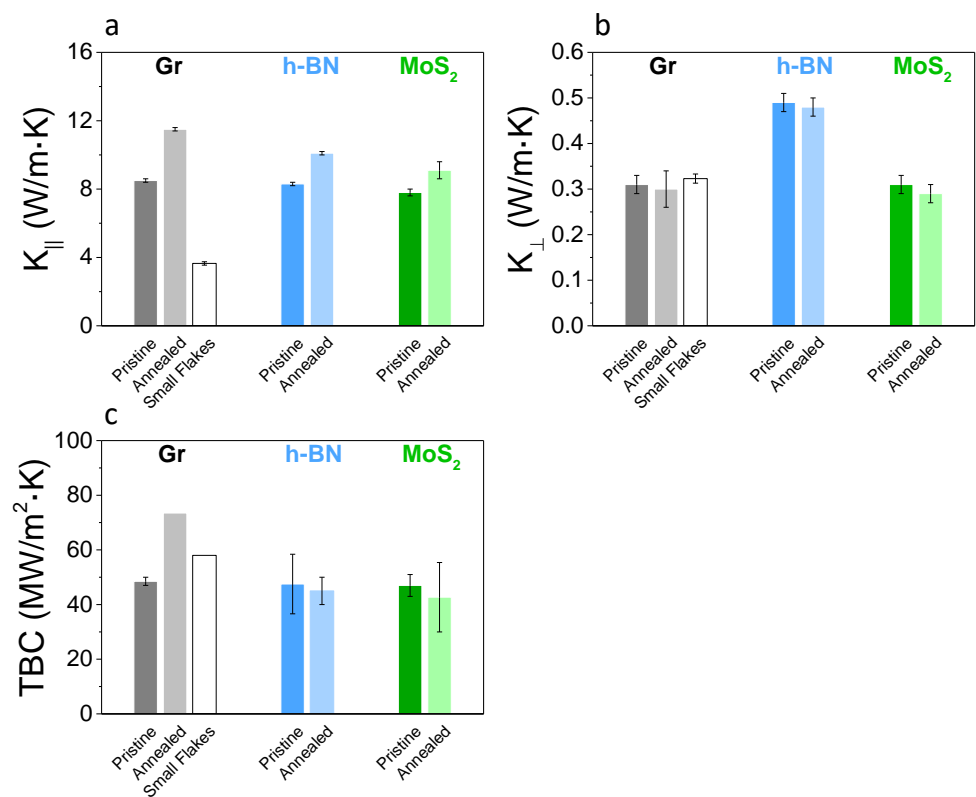 a
16
12
8
4
0
K∥ (W/m·K)
Gr
h-BN
MoS₂
Pristine
Annealed
Small Flakes
Pristine
Annealed
Pristine
Annealed
b
0.6
0.5
0.4
0.3
0.2
0.1
0.0
K⊥ (W/m·K)
Gr
h-BN
MoS₂
Pristine
Annealed
Small Flakes
Pristine
Annealed
Pristine
Annealed
c
100
80
60
40
20
0
TBC (MW/m²·K)
Gr
h-BN
MoS₂
Pristine
Annealed
Small Flakes
Pristine
Annealed
Pristine
Annealed